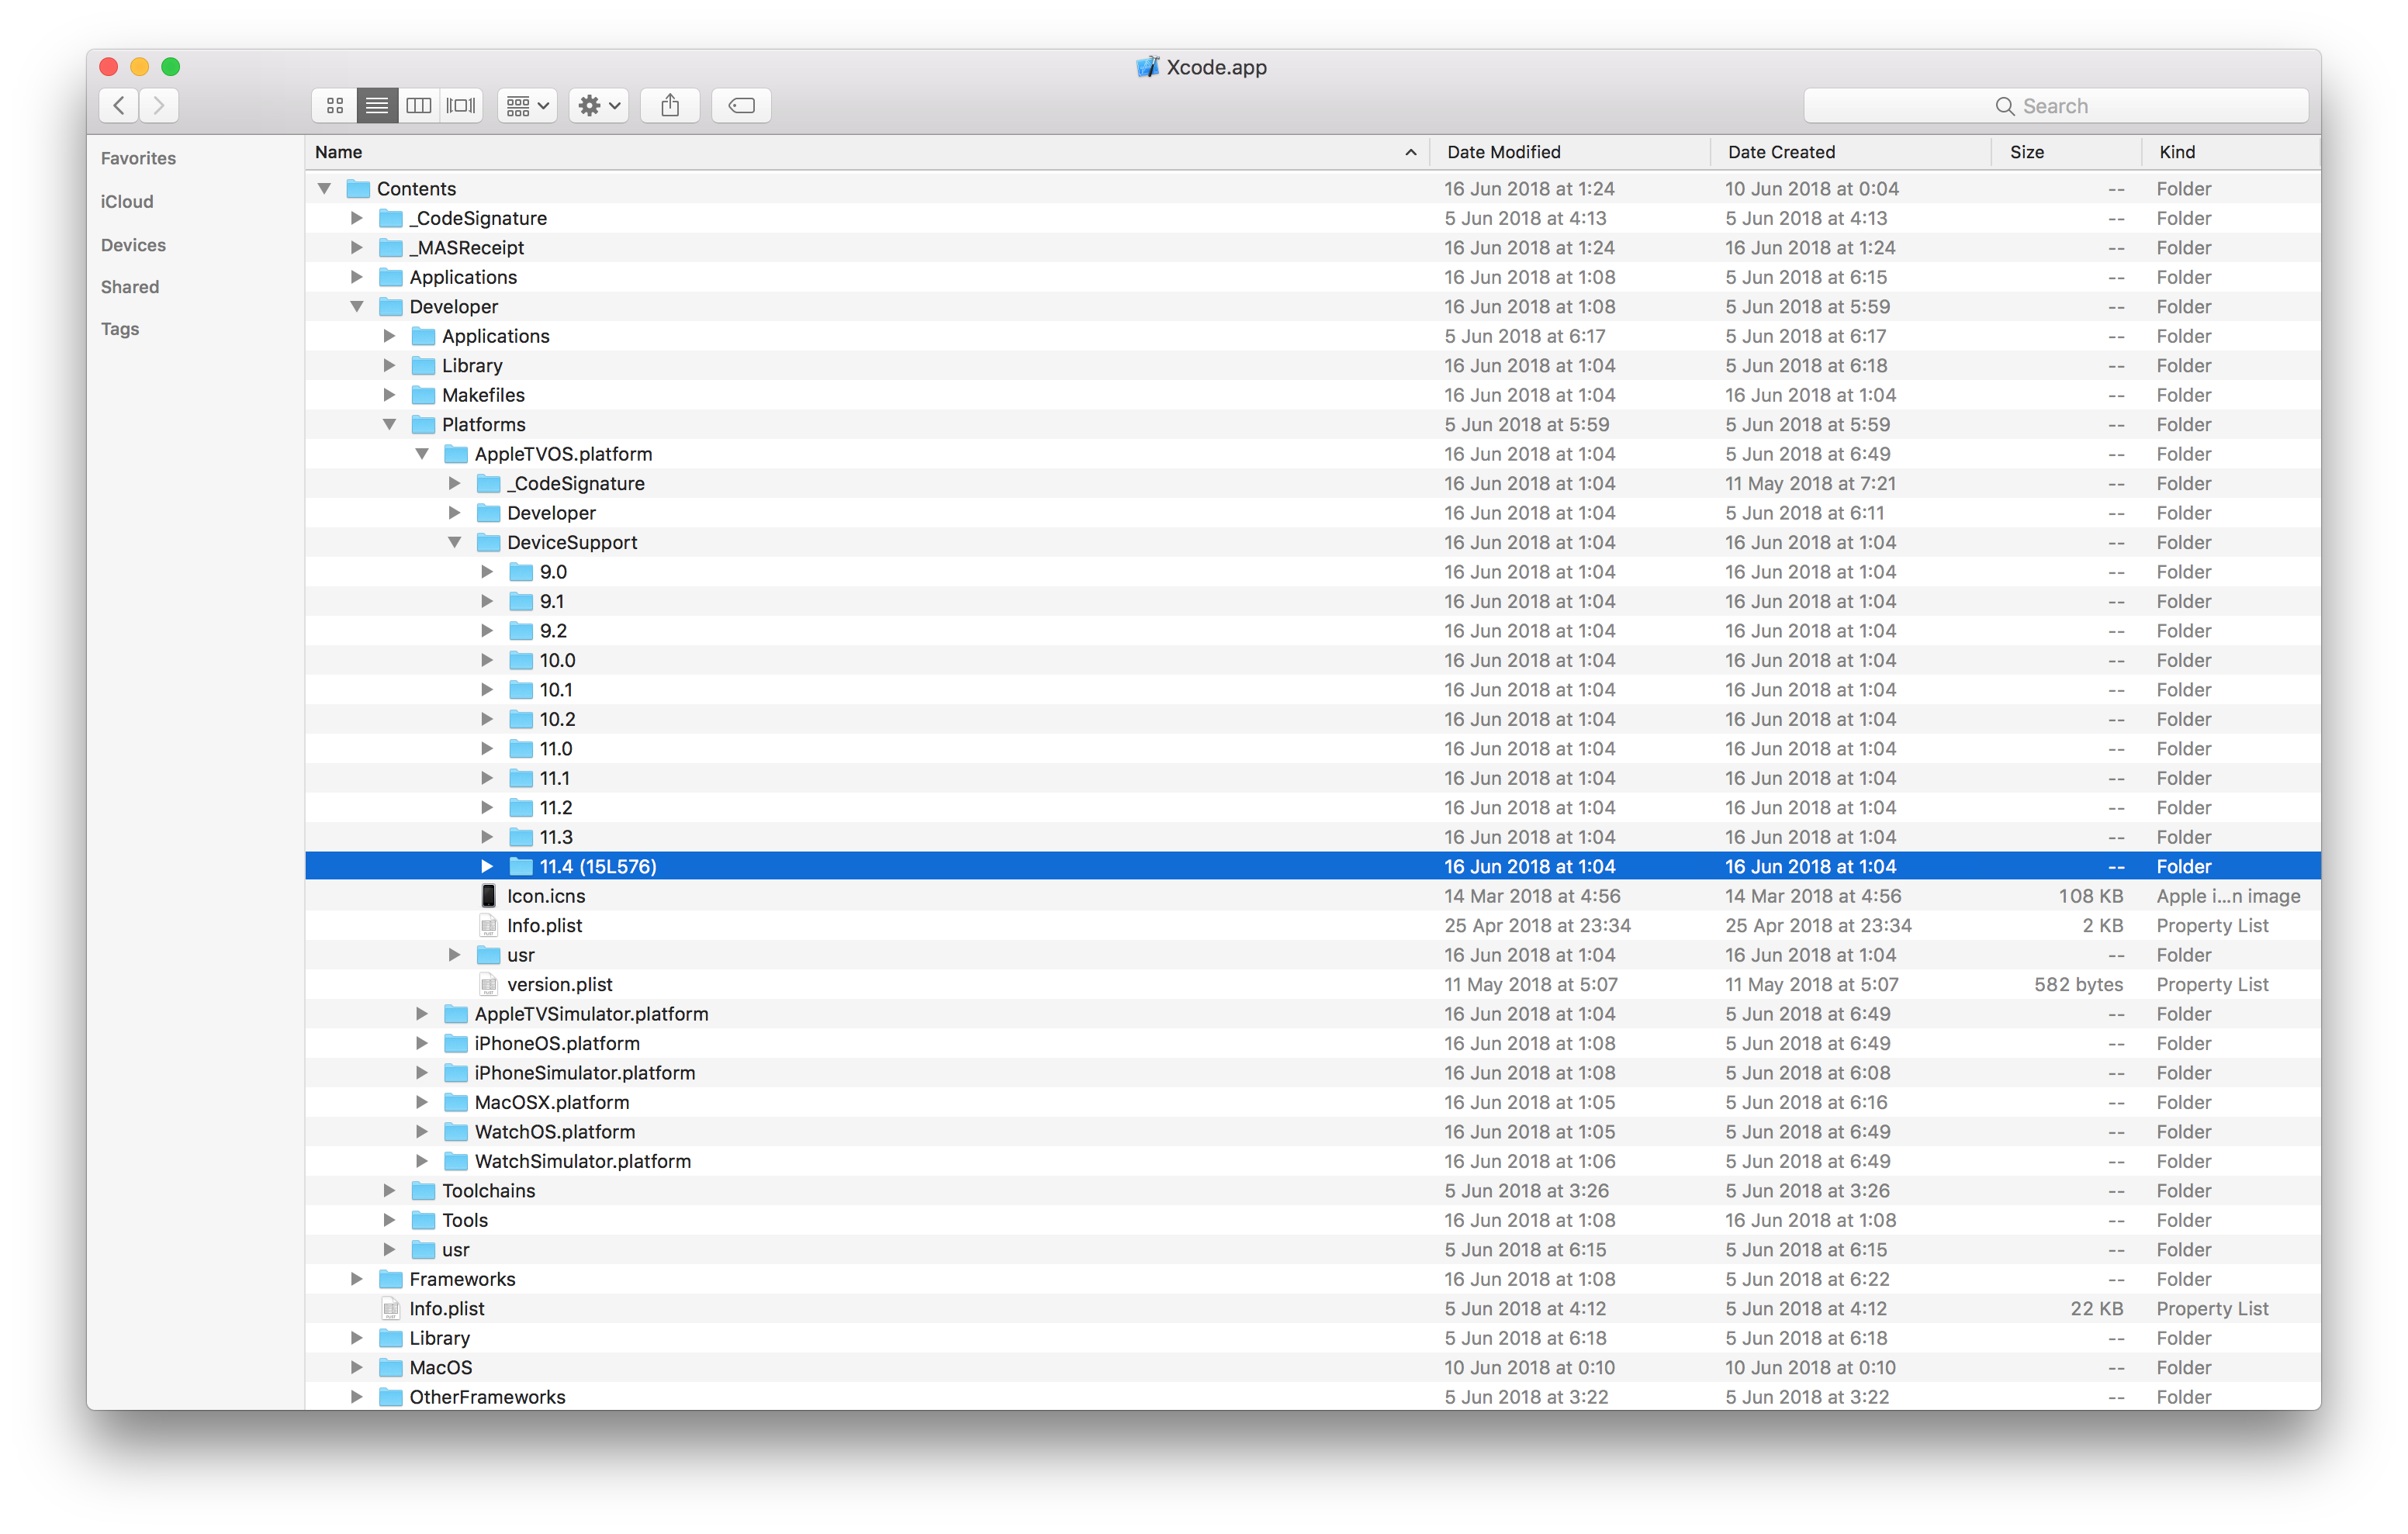 Xcode.app
Search
Favorites
iCloud
Devices
Shared
Tags
Name Date Modified Date Created Size Kind
Contents 16 Jun 2018 at 1:24 10 Jun 2018 at 0:04 -- Folder
_CodeSignature 5 Jun 2018 at 4:13 5 Jun 2018 at 4:13 -- Folder
_MASReceipt 16 Jun 2018 at 1:24 16 Jun 2018 at 1:24 -- Folder
Applications 16 Jun 2018 at 1:08 5 Jun 2018 at 6:15 -- Folder
Developer 16 Jun 2018 at 1:08 5 Jun 2018 at 5:59 -- Folder
Applications 5 Jun 2018 at 6:17 5 Jun 2018 at 6:17 -- Folder
Library 16 Jun 2018 at 1:04 5 Jun 2018 at 6:18 -- Folder
Makefiles 16 Jun 2018 at 1:04 16 Jun 2018 at 1:04 -- Folder
Platforms 5 Jun 2018 at 5:59 5 Jun 2018 at 5:59 -- Folder
AppleTVOS.platform 16 Jun 2018 at 1:04 5 Jun 2018 at 6:49 -- Folder
_CodeSignature 16 Jun 2018 at 1:04 11 May 2018 at 7:21 -- Folder
Developer 16 Jun 2018 at 1:04 5 Jun 2018 at 6:11 -- Folder
DeviceSupport 16 Jun 2018 at 1:04 16 Jun 2018 at 1:04 -- Folder
9.0 16 Jun 2018 at 1:04 16 Jun 2018 at 1:04 -- Folder
9.1 16 Jun 2018 at 1:04 16 Jun 2018 at 1:04 -- Folder
9.2 16 Jun 2018 at 1:04 16 Jun 2018 at 1:04 -- Folder
10.0 16 Jun 2018 at 1:04 16 Jun 2018 at 1:04 -- Folder
10.1 16 Jun 2018 at 1:04 16 Jun 2018 at 1:04 -- Folder
10.2 16 Jun 2018 at 1:04 16 Jun 2018 at 1:04 -- Folder
11.0 16 Jun 2018 at 1:04 16 Jun 2018 at 1:04 -- Folder
11.1 16 Jun 2018 at 1:04 16 Jun 2018 at 1:04 -- Folder
11.2 16 Jun 2018 at 1:04 16 Jun 2018 at 1:04 -- Folder
11.3 16 Jun 2018 at 1:04 16 Jun 2018 at 1:04 -- Folder
11.4 (15L576) 16 Jun 2018 at 1:04 16 Jun 2018 at 1:04 -- Folder
Icon.icns 14 Mar 2018 at 4:56 14 Mar 2018 at 4:56 108 KB Apple i...n image
Info.plist 25 Apr 2018 at 23:34 25 Apr 2018 at 23:34 2 KB Property List
usr 16 Jun 2018 at 1:04 16 Jun 2018 at 1:04 -- Folder
version.plist 11 May 2018 at 5:07 11 May 2018 at 5:07 582 bytes Property List
AppleTVSimulator.platform 16 Jun 2018 at 1:04 5 Jun 2018 at 6:49 -- Folder
iPhoneOS.platform 16 Jun 2018 at 1:08 5 Jun 2018 at 6:49 -- Folder
iPhoneSimulator.platform 16 Jun 2018 at 1:08 5 Jun 2018 at 6:08 -- Folder
MacOSX.platform 16 Jun 2018 at 1:05 5 Jun 2018 at 6:16 -- Folder
WatchOS.platform 16 Jun 2018 at 1:05 5 Jun 2018 at 6:49 -- Folder
WatchSimulator.platform 16 Jun 2018 at 1:06 5 Jun 2018 at 6:49 -- Folder
Toolchains 5 Jun 2018 at 3:26 5 Jun 2018 at 3:26 -- Folder
Tools 16 Jun 2018 at 1:08 16 Jun 2018 at 1:08 -- Folder
usr 5 Jun 2018 at 6:15 5 Jun 2018 at 6:15 -- Folder
Frameworks 16 Jun 2018 at 1:08 5 Jun 2018 at 6:22 -- Folder
Info.plist 5 Jun 2018 at 4:12 5 Jun 2018 at 4:12 22 KB Property List
Library 5 Jun 2018 at 6:18 5 Jun 2018 at 6:18 -- Folder
MacOS 10 Jun 2018 at 0:10 10 Jun 2018 at 0:10 -- Folder
OtherFrameworks 5 Jun 2018 at 3:22 5 Jun 2018 at 3:22 -- Folder